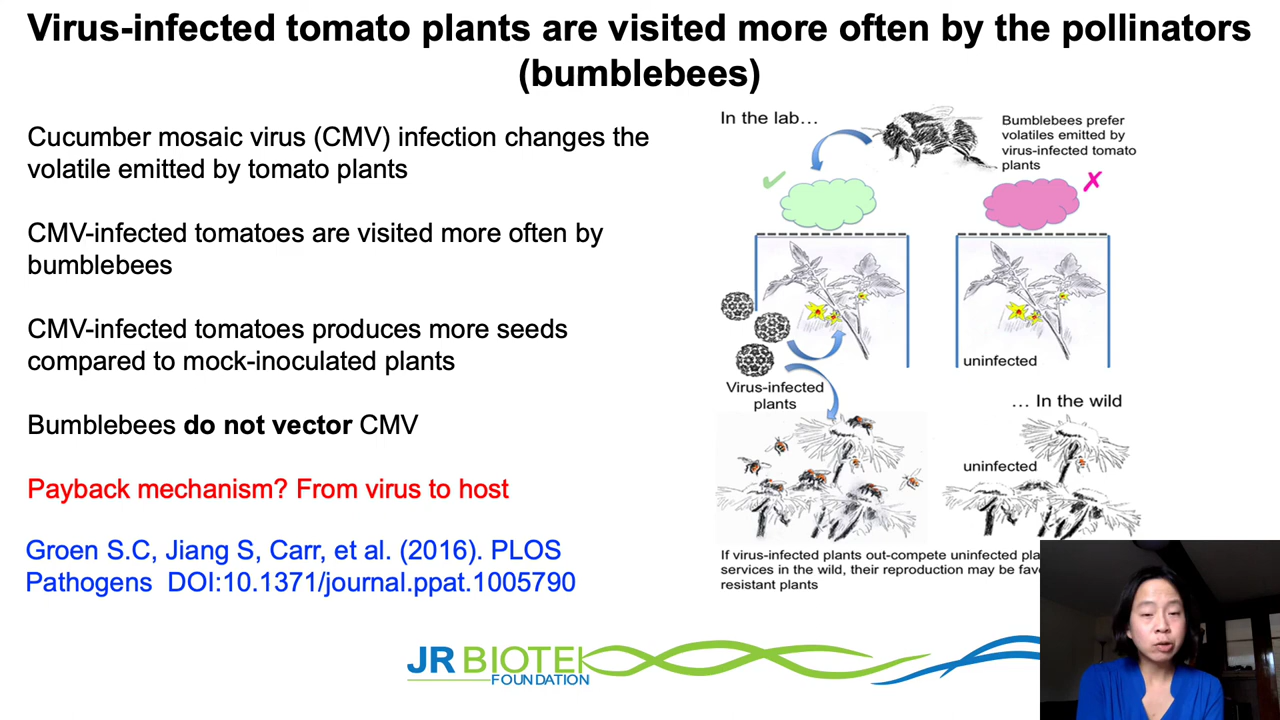 Virus-infected tomato plants are visited more often by the pollinators
(bumblebees)
Cucumber mosaic virus (CMV) infection changes the
volatile emitted by tomato plants
CMV-infected tomatoes are visited more often by
bumblebees
CMV-infected tomatoes produces more seeds
compared to mock-inoculated plants
Bumblebees do not vector CMV
Payback mechanism? From virus to host
Groen S.C, Jiang S, Carr, et al. (2016). PLOS
Pathogens DOI:10.1371/journal.ppat.1005790
In the lab…
Bumblebees prefer
volatiles emitted by
virus-infected tomato
plants
uninfected
Virus-infected
plants
… In the wild
uninfected
If virus-infected plants out-compete uninfected
services in the wild, their reproduction may be
resistant plants
JR BIOTEK
FOUNDATION